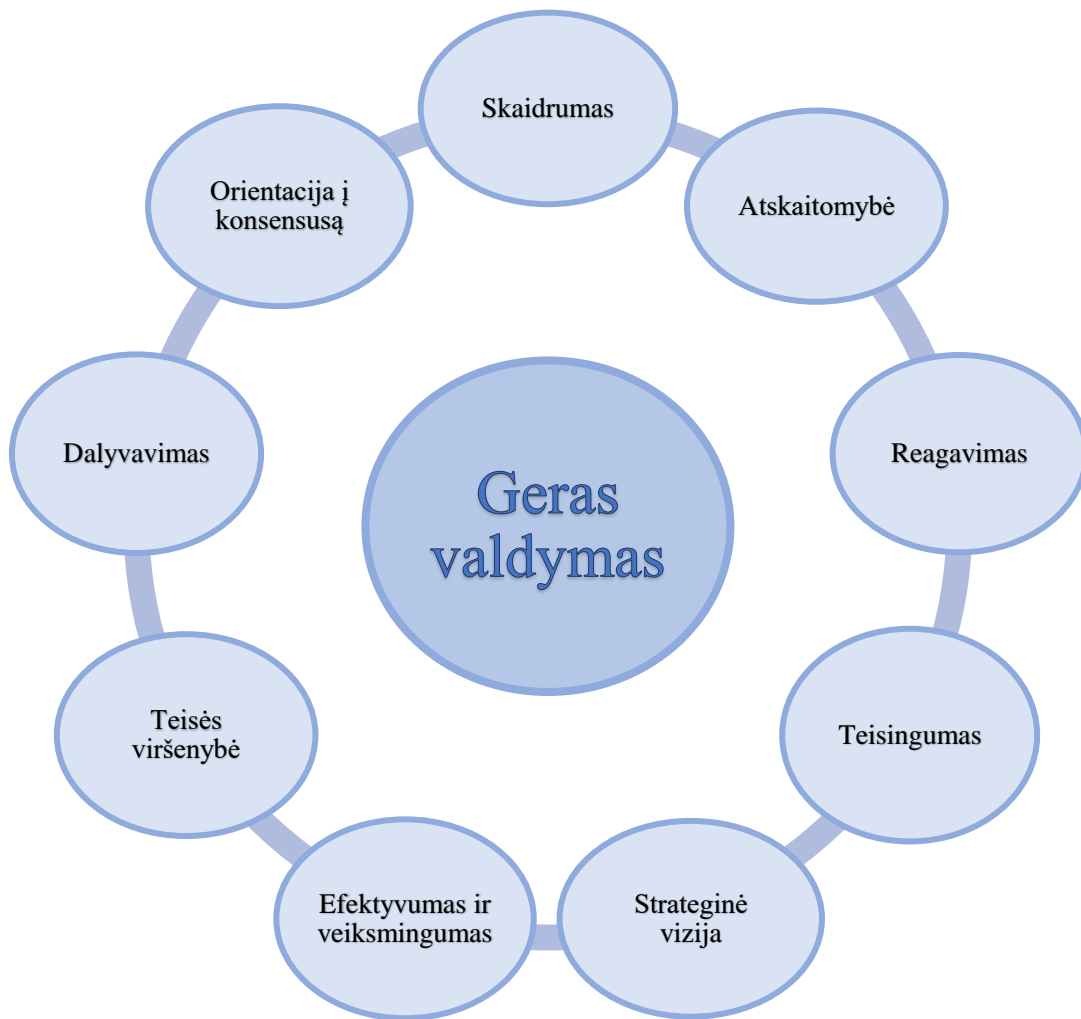 Skaidrumas
Atskaitomybė
Reagavimas
Teisingumas
Strateginė
vizija
Efektyvumas ir
veiksmingumas
Teisės
viršenybė
Dalyvavimas
Orientacija į
konsensusą
Geras
valdymas